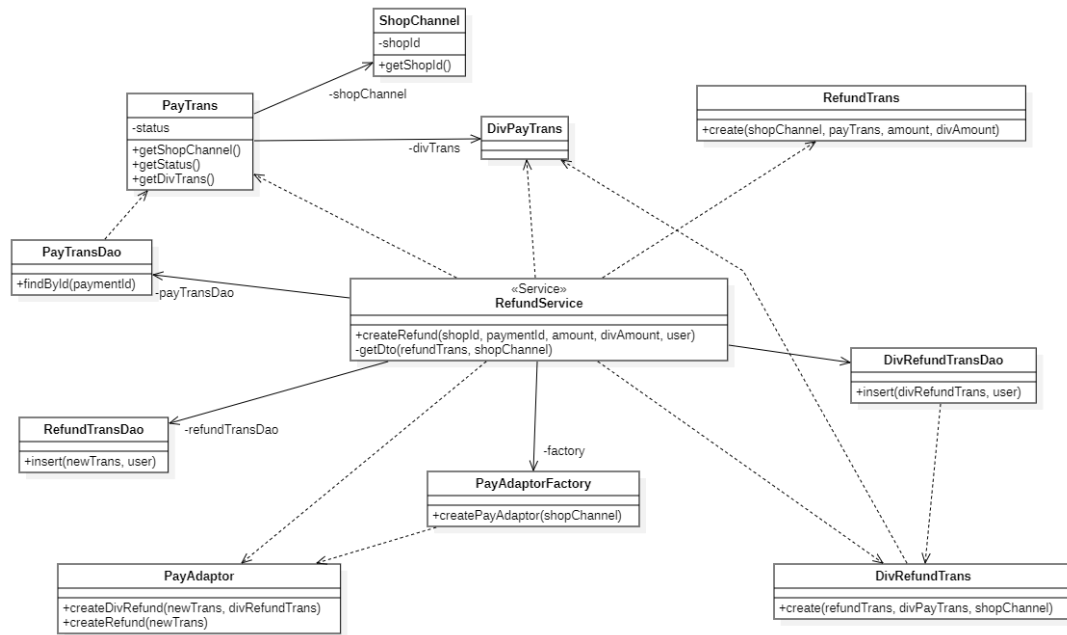 ShopChannel
-shopId
+getShopId()
-shopChannel
PayTrans
-status
+getShopChannel()
+getStatus()
+getDivTrans()
DivPayTrans
-divTrans
RefundTrans
+create(shopChannel, payTrans, amount, divAmount)
PayTransDao
+findById(paymentId)
-payTransDao
«Service»
RefundService
+createRefund(shopId, paymentId, amount, divAmount, user)
-getDto(refundTrans, shopChannel)
DivRefundTransDao
+insert(divRefundTrans, user)
RefundTransDao
+insert(newTrans, user)
-refundTransDao
-factory
PayAdaptorFactory
+createPayAdaptor(shopChannel)
PayAdaptor
+createDivRefund(newTrans, divRefundTrans)
+createRefund(newTrans)
DivRefundTrans
+create(refundTrans, divPayTrans, shopChannel)